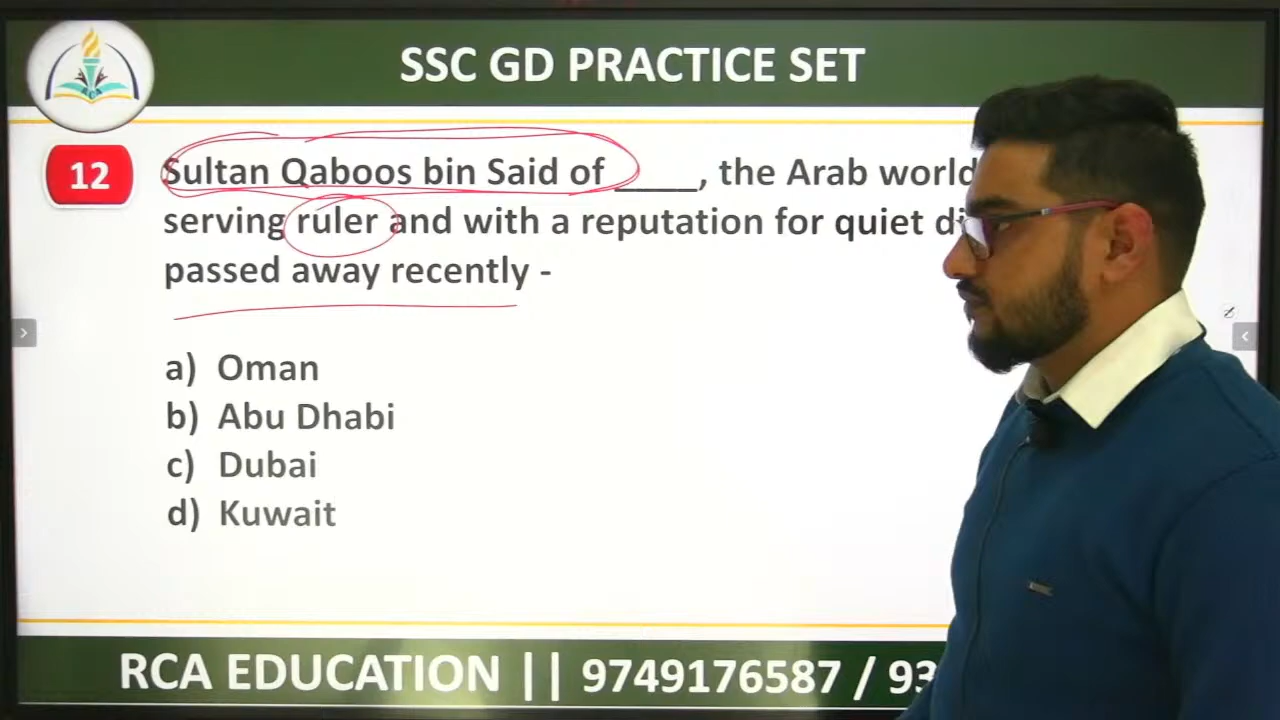 SSC GD PRACTICE SET
12
Sultan Qaboos bin Said of ____, the Arab world
serving ruler and with a reputation for quiet
passed away recently -
a) Oman
b) Abu Dhabi
c) Dubai
d) Kuwait
RCA EDUCATION || 9749176587 / 93